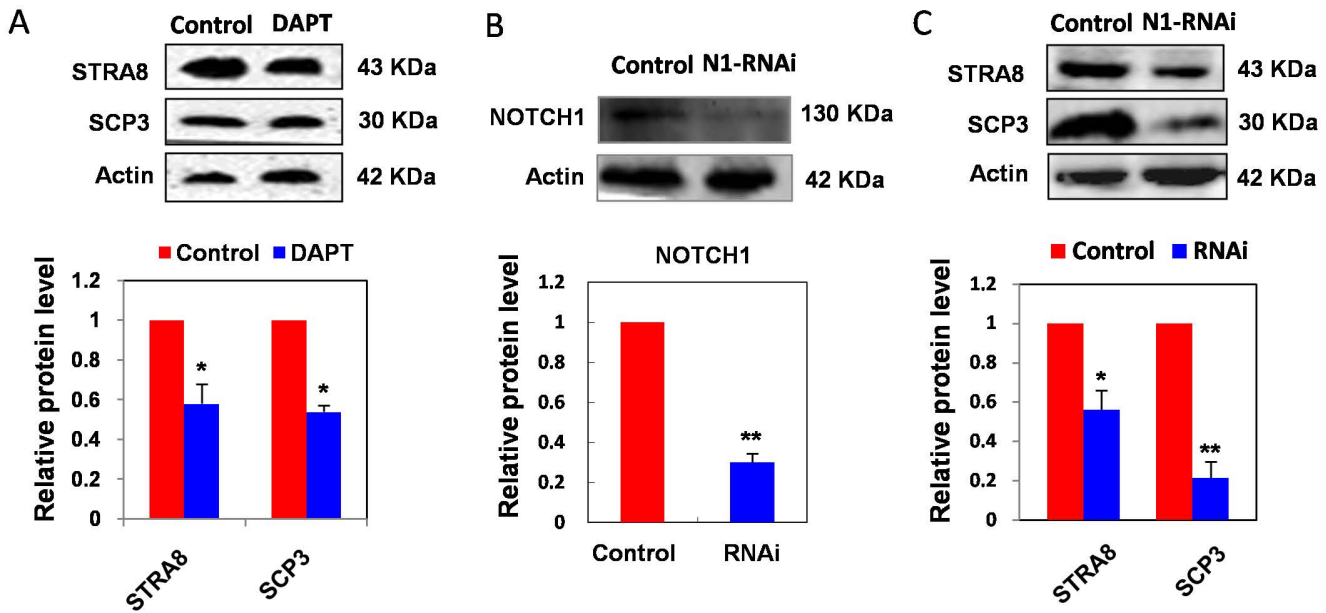 A
Control DAPT
STRA8 43 KDa
SCP3 30 KDa
Actin 42 KDa
Control DAPT
Relative protein level
1.2
1
0.8
0.6
0.4
0.2
0
*
*
STRA8
SCP3
B
Control N1-RNAi
NOTCH1 130 KDa
Actin 42 KDa
NOTCH1
Relative protein level
1.2
1
0.8
0.6
0.4
0.2
0
**
Control RNAi
C
Control N1-RNAi
STRA8 43 KDa
SCP3 30 KDa
Actin 42 KDa
Control RNAi
Relative protein level
1.2
1
0.8
0.6
0.4
0.2
0
*
**
STRA8
SCP3